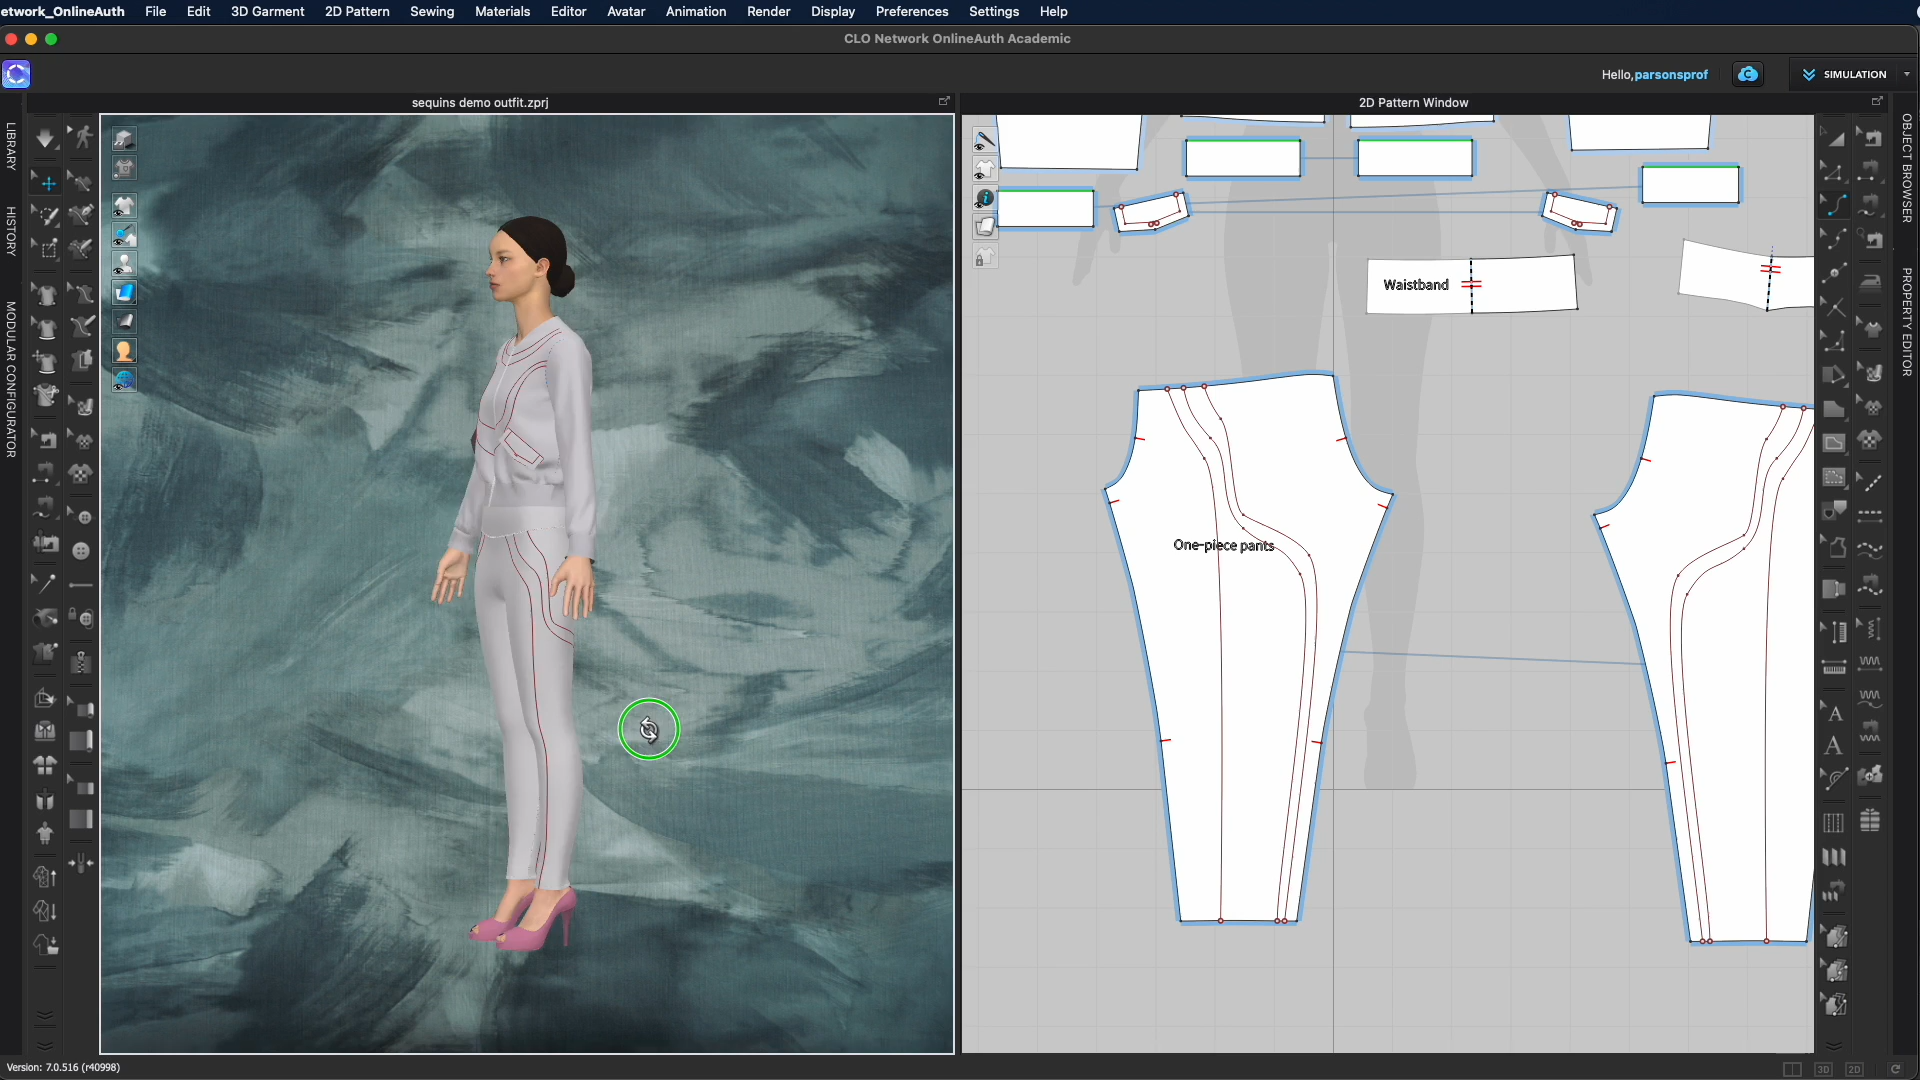 etwork_OnlineAuth File Edit 3D Garment 2D Pattern Sewing Materials Editor Avatar Animation Render Display Preferences Settings Help
CLO Network OnlineAuth Academic
Hello,parsonsprof
SIMULATION
sequins demo outfit.zprj
2D Pattern Window
LIBRARY
HISTORY
MODULAR CONFIGURATOR
OBJECT BROWSER
PROPERTY EDITOR
Waistband
One-piece pants
A
A
Version: 7.0.516 (r40998)
3D
2D